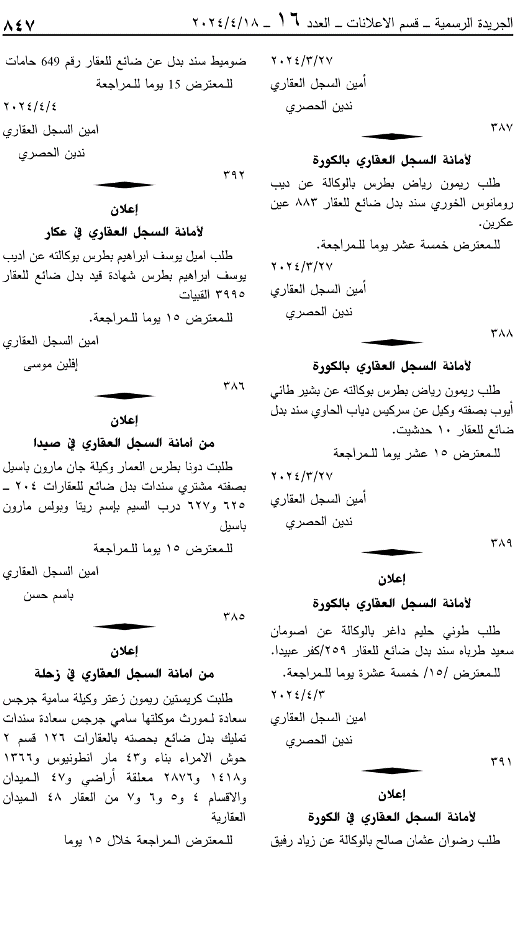 الجريدة الرسمية ــ قسم الاعلانات ــ العدد ١٦ ــ ٢٠٢٤/٤/١٨
٨٤٧
٢٠٢٤/٣/٢٧
أمين السجل العقاري
ندين الحصري
٣٨٧
لأمانة السجل العقاري بالكورة
طلب ريمون رياض بطرس بالوكالة عن ديب
رومانوس الخوري سند بدل ضائع للعقار ٨٨٣ عين
عكرين.
للمعترض خمسة عشر يوما للمراجعة.
٢٠٢٤/٣/٢٧
أمين السجل العقاري
ندين الحصري
٣٨٨
لأمانة السجل العقاري بالكورة
طلب ريمون رياض بطرس بوكالته عن بشير طاني
أيوب بصفته وكيل عن سركيس دياب الحاوي سند بدل
ضائع للعقار ١٠ حدشيت.
للمعترض ١٥ عشر يوما للمراجعة
٢٠٢٤/٣/٢٧
أمين السجل العقاري
ندين الحصري
٣٨٩
إعلان
لأمانة السجل العقاري بالكورة
طلب طوني حليم داغر بالوكالة عن اصومان
سعيد طرباه سند بدل ضائع للعقار ٢٥٩/كفر عبيدا.
للمعترض /١٥/ خمسة عشرة يوما للمراجعة.
٢٠٢٤/٤/٣
امين السجل العقاري
ندين الحصري
٣٩١
إعلان
لأمانة السجل العقاري في الكورة
طلب رضوان عثمان صالح بالوكالة عن زياد رفيق
ضوميط سند بدل عن ضائع للعقار رقم 649 حامات
للمعترض 15 يوما للمراجعة
٢٠٢٤/٤/٤
امين السجل العقاري
ندين الحصري
٣٩٢
إعلان
لأمانة السجل العقاري في عكار
طلب اميل يوسف ابراهيم بطرس بوكالته عن اديب
يوسف ابراهيم بطرس شهادة قيد بدل ضائع للعقار
٣٩٩٥ القبيات
للمعترض ١٥ يوما للمراجعة.
امين السجل العقاري
إقلين موسى
٣٨٦
إعلان
من أمانة السجل العقاري في صيدا
طلبت دونا بطرس العمار وكيلة جان مارون باسيل
بصفته مشتري سندات بدل ضائع للعقارات ٢٠٤ ــ
٦٢٥ و٦٢٧ درب السيم بإسم ريتا وبولس مارون
باسيل
للمعترض ١٥ يوما للمراجعة
امين السجل العقاري
باسم حسن
٣٨٥
إعلان
من امانة السجل العقاري في زحلة
طلبت كريستين ريمون زعتر وكيلة سامية جرجس
سعادة لمورث موكلتها سامي جرجس سعادة سندات
تمليك بدل ضائع بحصته بالعقارات ١٢٦ قسم ٢
حوش الامراء بناء و٤٣ مار انطونيوس و١٣٦٦
و١٤١٨ و٢٨٧٦ معلقة أراضي و٤٧ الميدان
والاقسام ٤ و٥ و٦ و٧ من العقار ٤٨ الميدان
العقارية
للمعترض المراجعة خلال ١٥ يوما